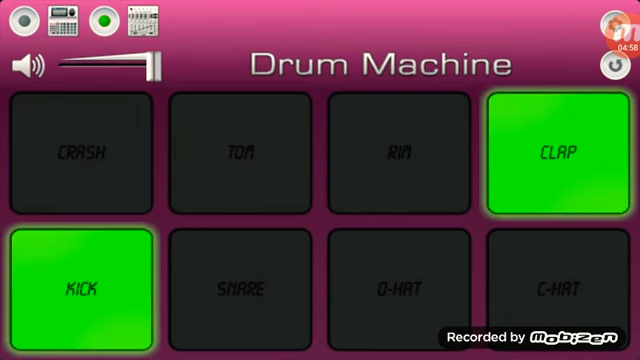 04:58
Drum Machine
CRASH
TOM
RIM
CLAP
KICK
SNARE
O-HAT
C-HAT
Recorded by mobizen